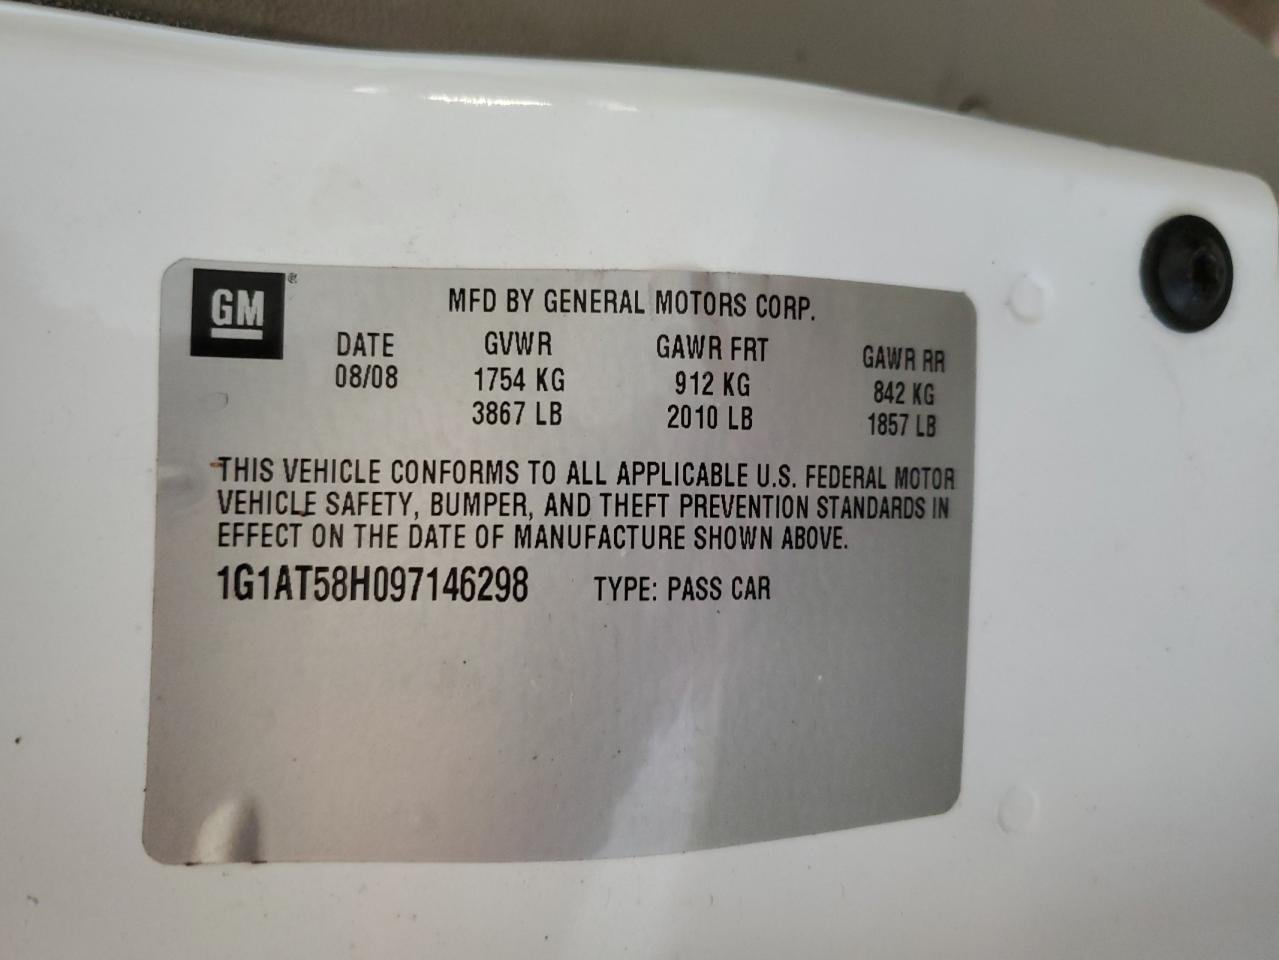 GM®
MFD BY GENERAL MOTORS CORP.
DATE GVWR GAWR FRT GAWR RR
08/08 1754 KG 912 KG 842 KG
3867 LB 2010 LB 1857 LB
THIS VEHICLE CONFORMS TO ALL APPLICABLE U.S. FEDERAL MOTOR
VEHICLE SAFETY, BUMPER, AND THEFT PREVENTION STANDARDS IN
EFFECT ON THE DATE OF MANUFACTURE SHOWN ABOVE.
1G1AT58H097146298 TYPE: PASS CAR